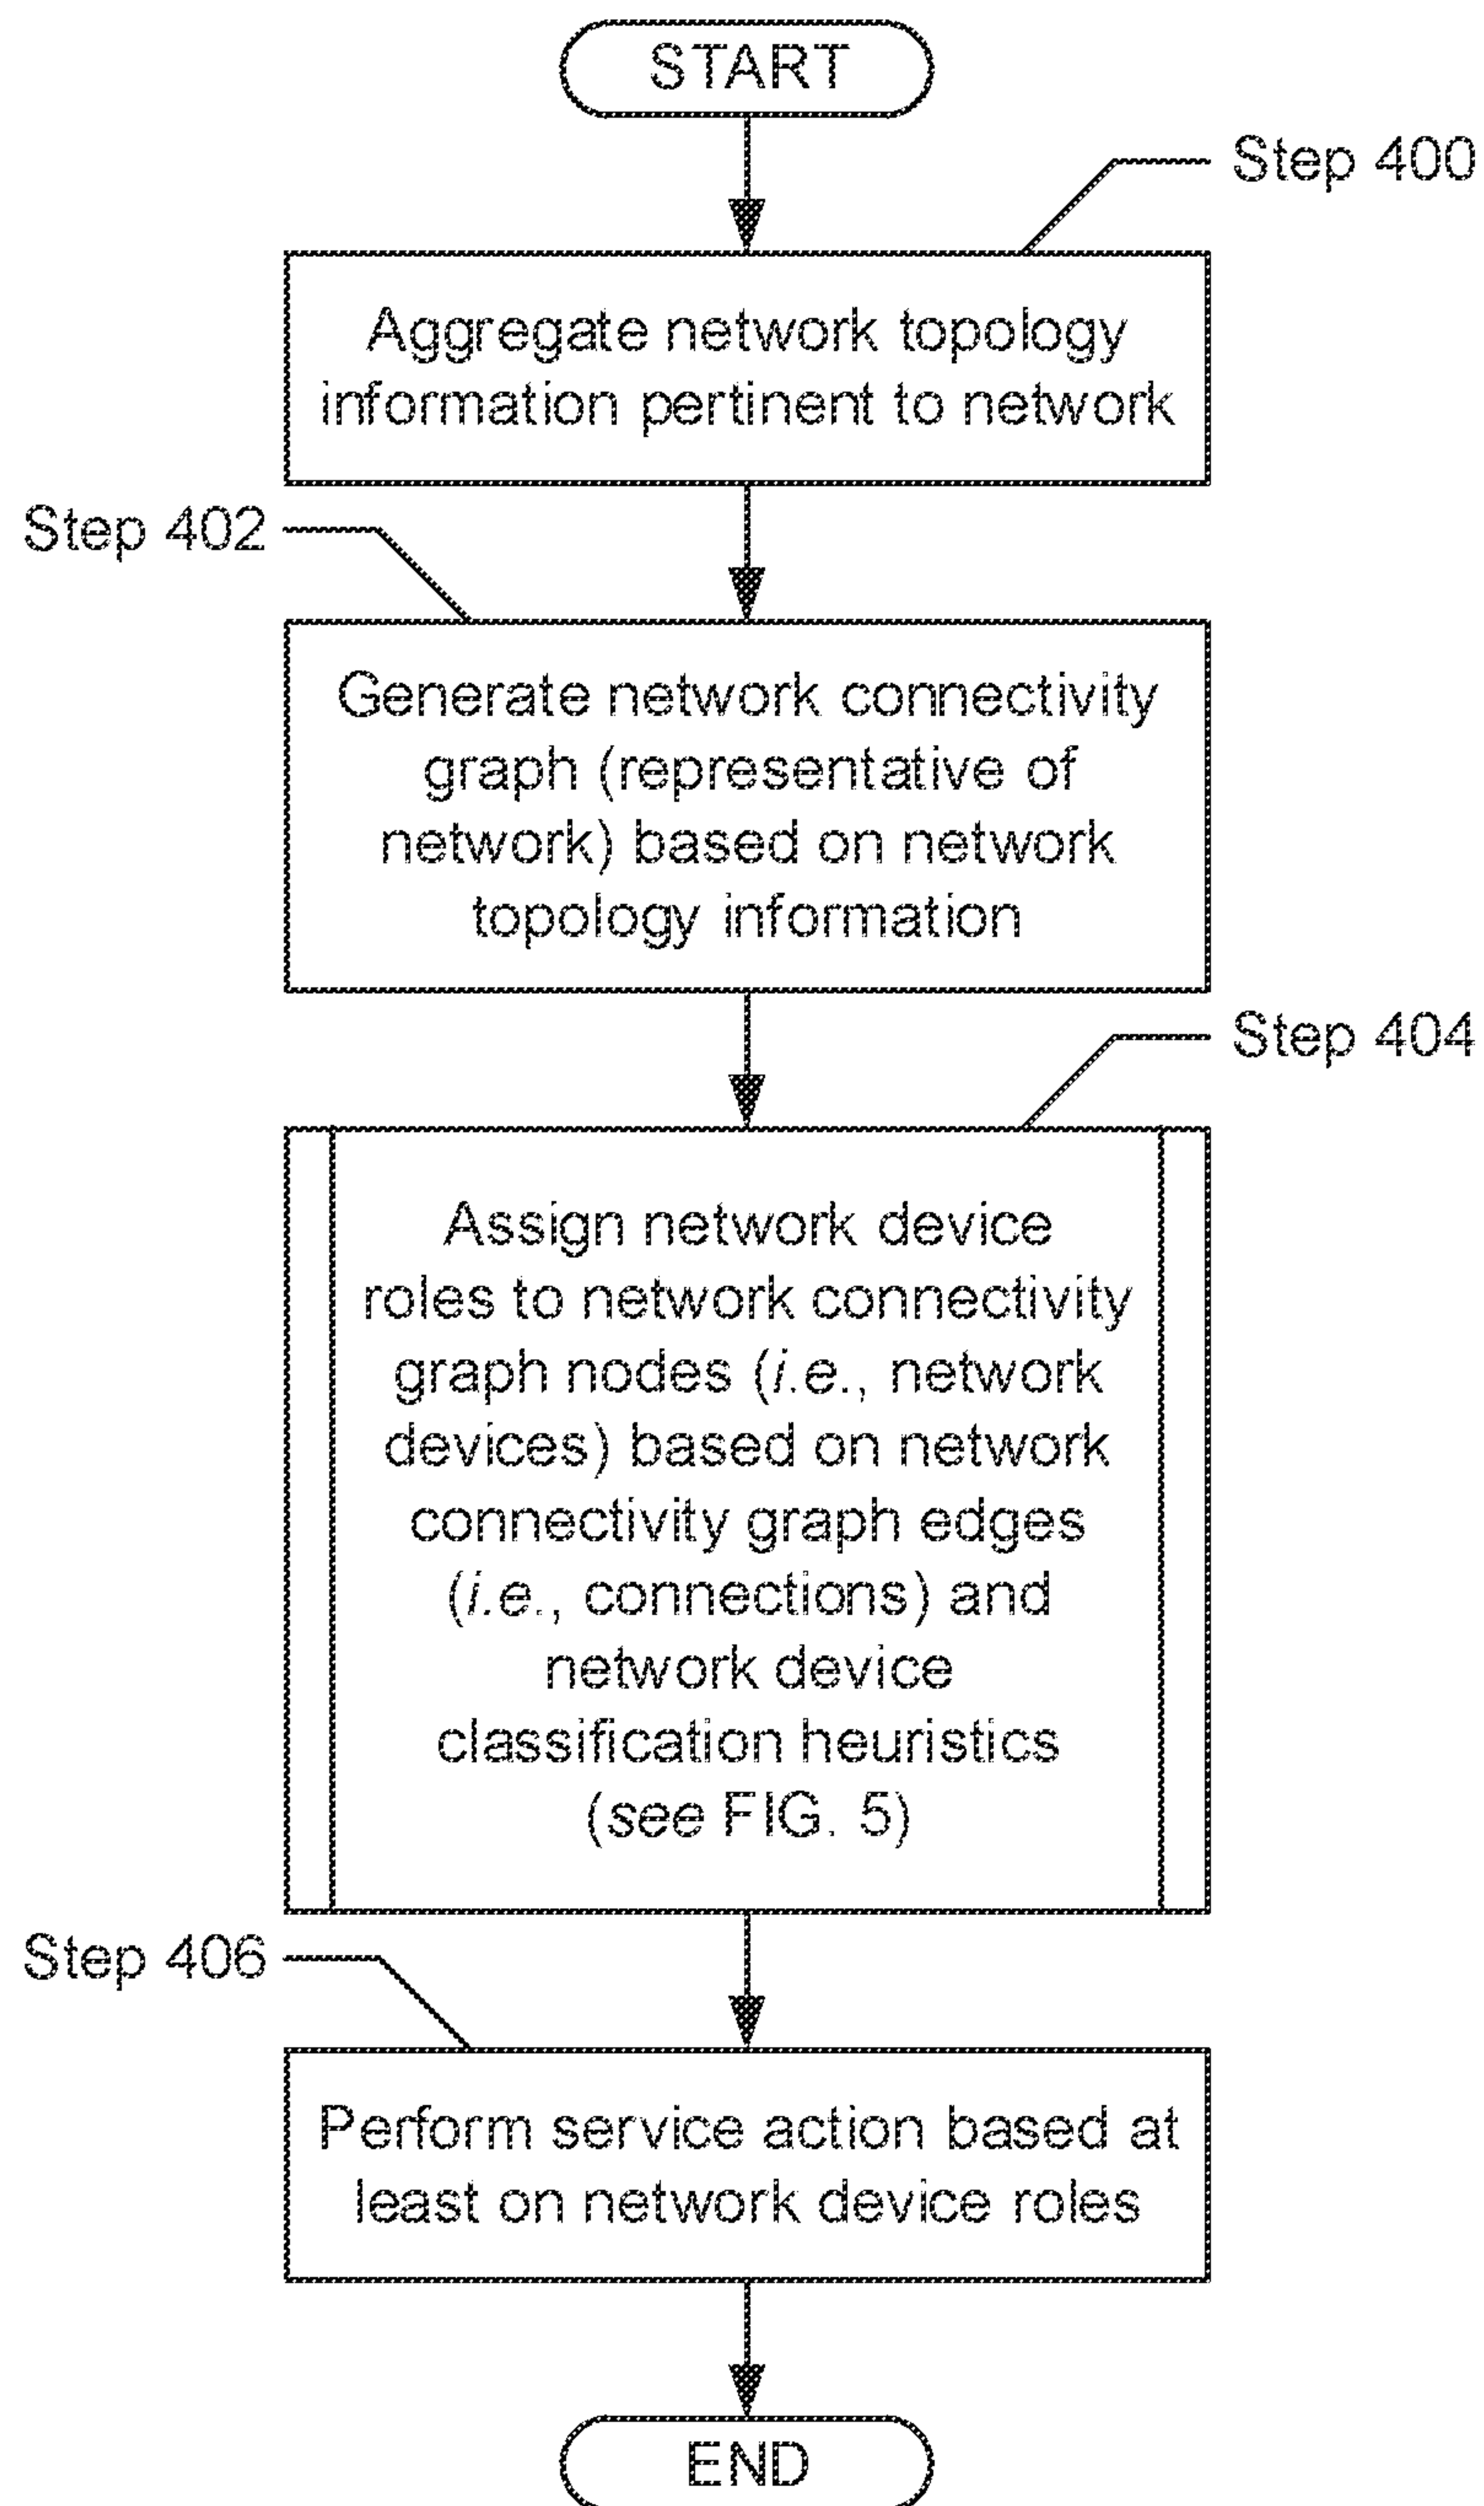 START
Step 400
Aggregate network topology
information pertinent to network
Step 402
Generate network connectivity
graph (representative of
network) based on network
topology information
Step 404
Assign network device
roles to network connectivity
graph nodes (i.e., network
devices) based on network
connectivity graph edges
(i.e., connections) and
network device
classification heuristics
(see FIG. 5)
Step 406
Perform service action based at
least on network device roles
END